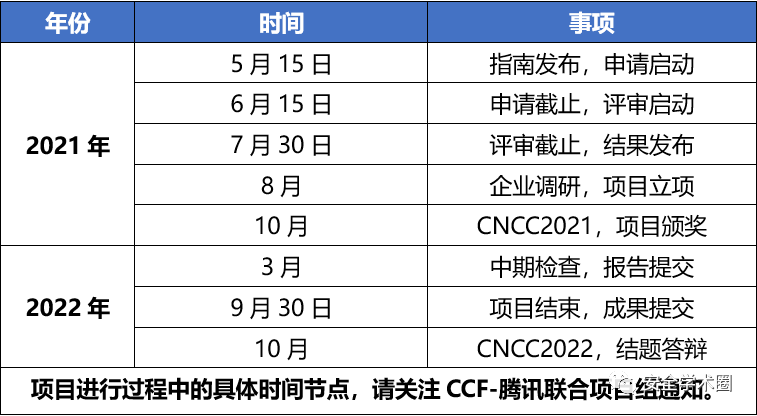 年份 时间 事项
5 月 15 日 指南发布，申请启动
6 月 15 日 申请截止，评审启动
2021 年 7 月 30 日 评审截止，结果发布
8 月 企业调研，项目立项
10 月 CNCC2021，项目颁奖
3 月 中期检查，报告提交
2022 年 9 月 30 日 项目结束，成果提交
10 月 CNCC2022，结题答辩
项目进行过程中的具体时间节点，请关注 CCF-腾讯联合项目组通知。
安全学术圈